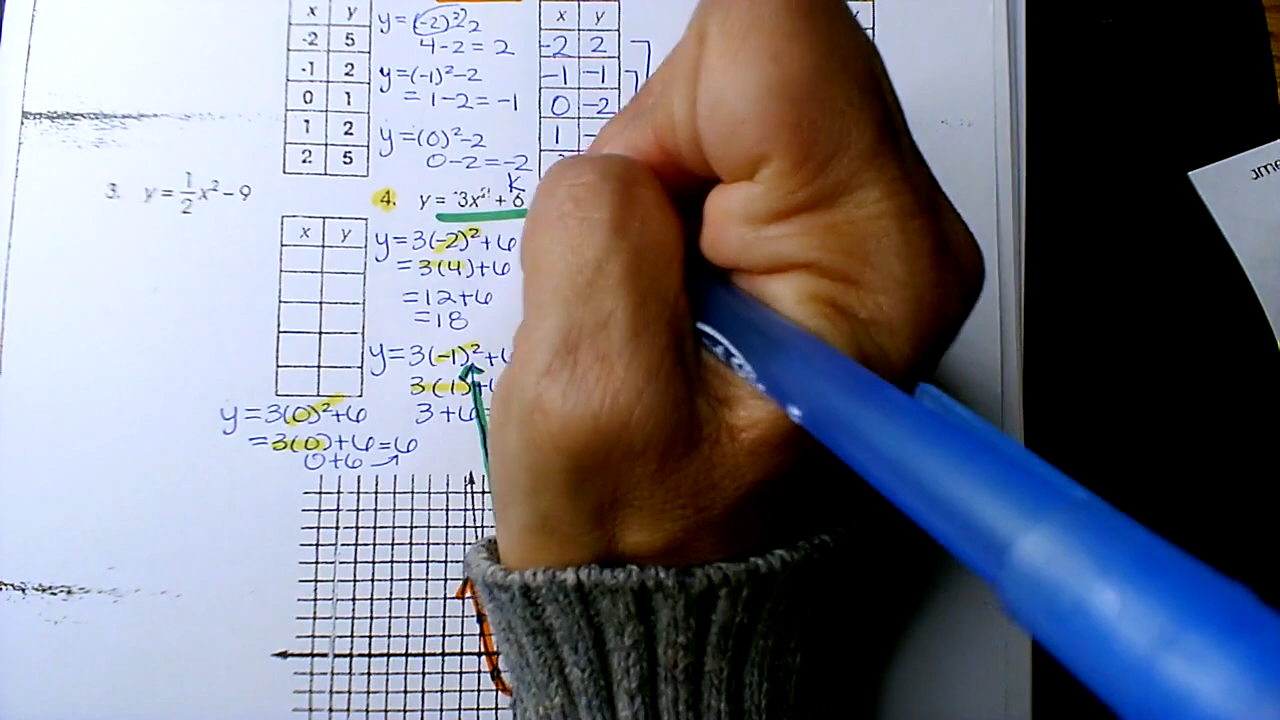 x y
-2 5
-1 2
0 1
1 2
2 5
y=(-2)²-2
4-2=2
y=(-1)²-2
=1-2=-1
y=(0)²-2
0-2=-2
x y
-2 2
-1 -1
0 -2
1 -
y
3. y=1/2x²-9
x y
K
4. y=3x²+6
y=3(-2)²+6
=3(4)+6
=12+6
=18
y=3(-1)²+
3(1)+
3+6=
y=3(0)²+6
=3(0)+6=6
0+6